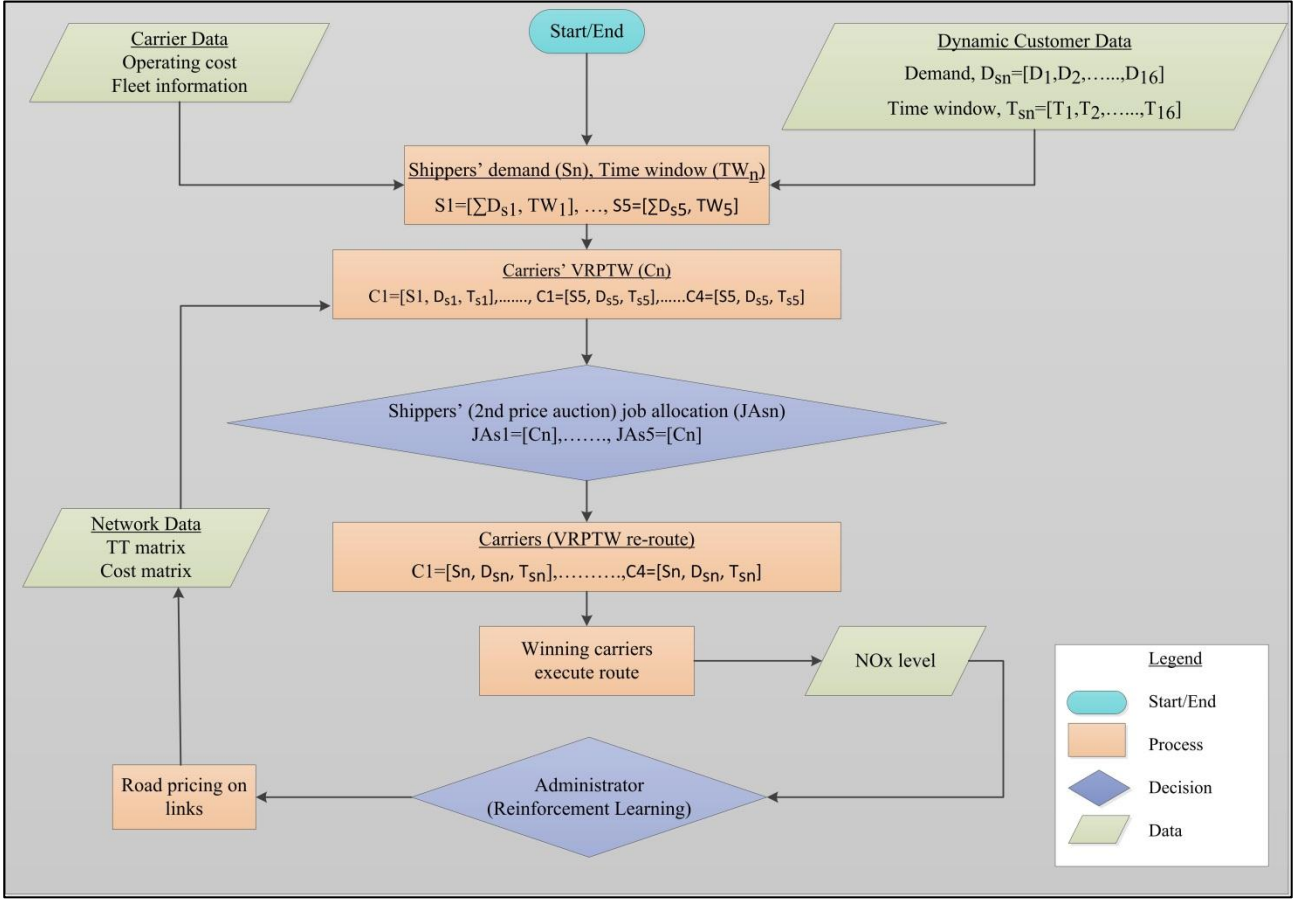 Start/End
Carrier Data
Operating cost
Fleet information
Dynamic Customer Data
Demand, Dsn=[D1,D2,…...,D16]
Time window, Tsn=[T1,T2,…...,T16]
Shippers’ demand (Sn), Time window (TWn)
S1=[∑Ds1, TW1], …, S5=[∑Ds5, TW5]
Carriers’ VRPTW (Cn)
C1=[S1, Ds1, Ts1],……., C1=[S5, Ds5, Ts5],……C4=[S5, Ds5, Ts5]
Shippers’ (2nd price auction) job allocation (JAsn)
JAs1=[Cn],……., JAs5=[Cn]
Network Data
TT matrix
Cost matrix
Carriers (VRPTW re-route)
C1=[Sn, Dsn, Tsn],……….,C4=[Sn, Dsn, Tsn]
Winning carriers
execute route
NOx level
Administrator
(Reinforcement Learning)
Road pricing on
links
Legend
Start/End
Process
Decision
Data